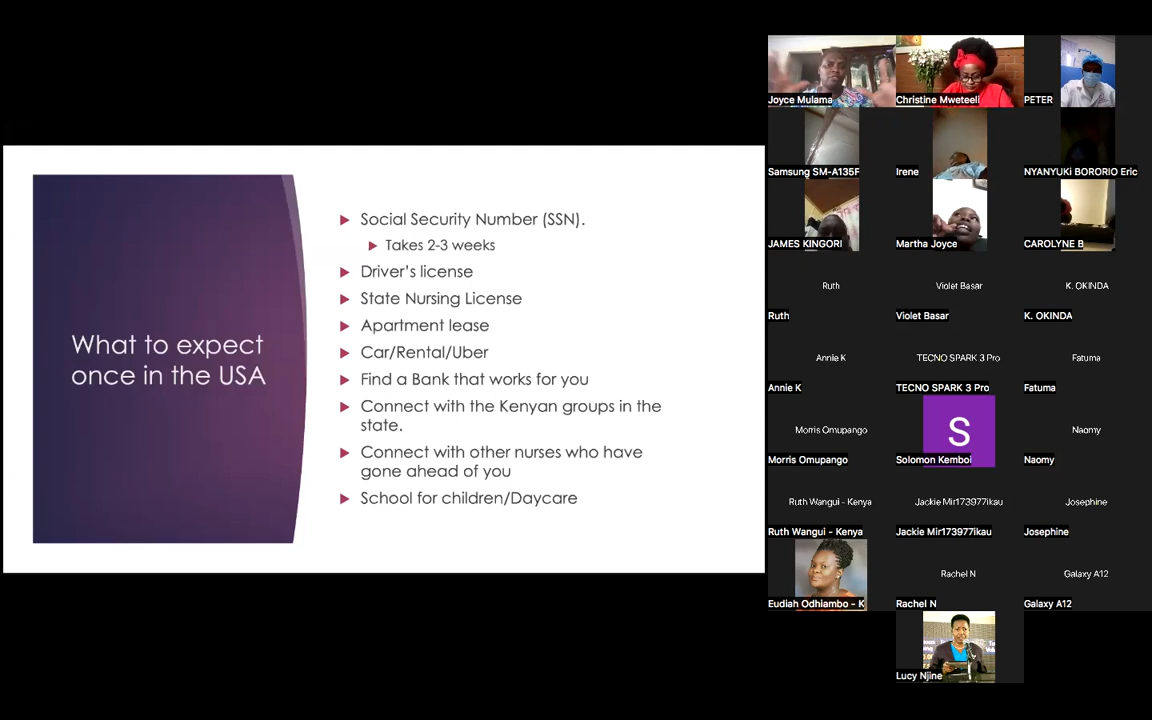 What to expect
once in the USA
Social Security Number (SSN).
Takes 2-3 weeks
Driver's license
State Nursing License
Apartment lease
Car/Rental/Uber
Find a Bank that works for you
Connect with the Kenyan groups in the
state.
Connect with other nurses who have
gone ahead of you
School for children/Daycare
Joyce Mulama
Christine Mweteeli
PETER
Samsung SM-A135F
Irene
NYANYUKi BORORIO Eric
JAMES KINGORI
Martha Joyce
CAROLYNE B
Ruth
Violet Basar
K. OKINDA
Ruth
Violet Basar
K. OKINDA
Annie K
TECNO SPARK 3 Pro
Fatuma
Annie K
TECNO SPARK 3 Pro
Fatuma
Morris Omupango
S
Naomy
Morris Omupango
Solomon Kemboi
Naomy
Ruth Wangui - Kenya
Jackie Mir173977ikau
Josephine
Ruth Wangui - Kenya
Jackie Mir173977ikau
Josephine
Rachel N
Galaxy A12
Eudiah Odhiambo - K
Rachel N
Galaxy A12
Lucy Njine